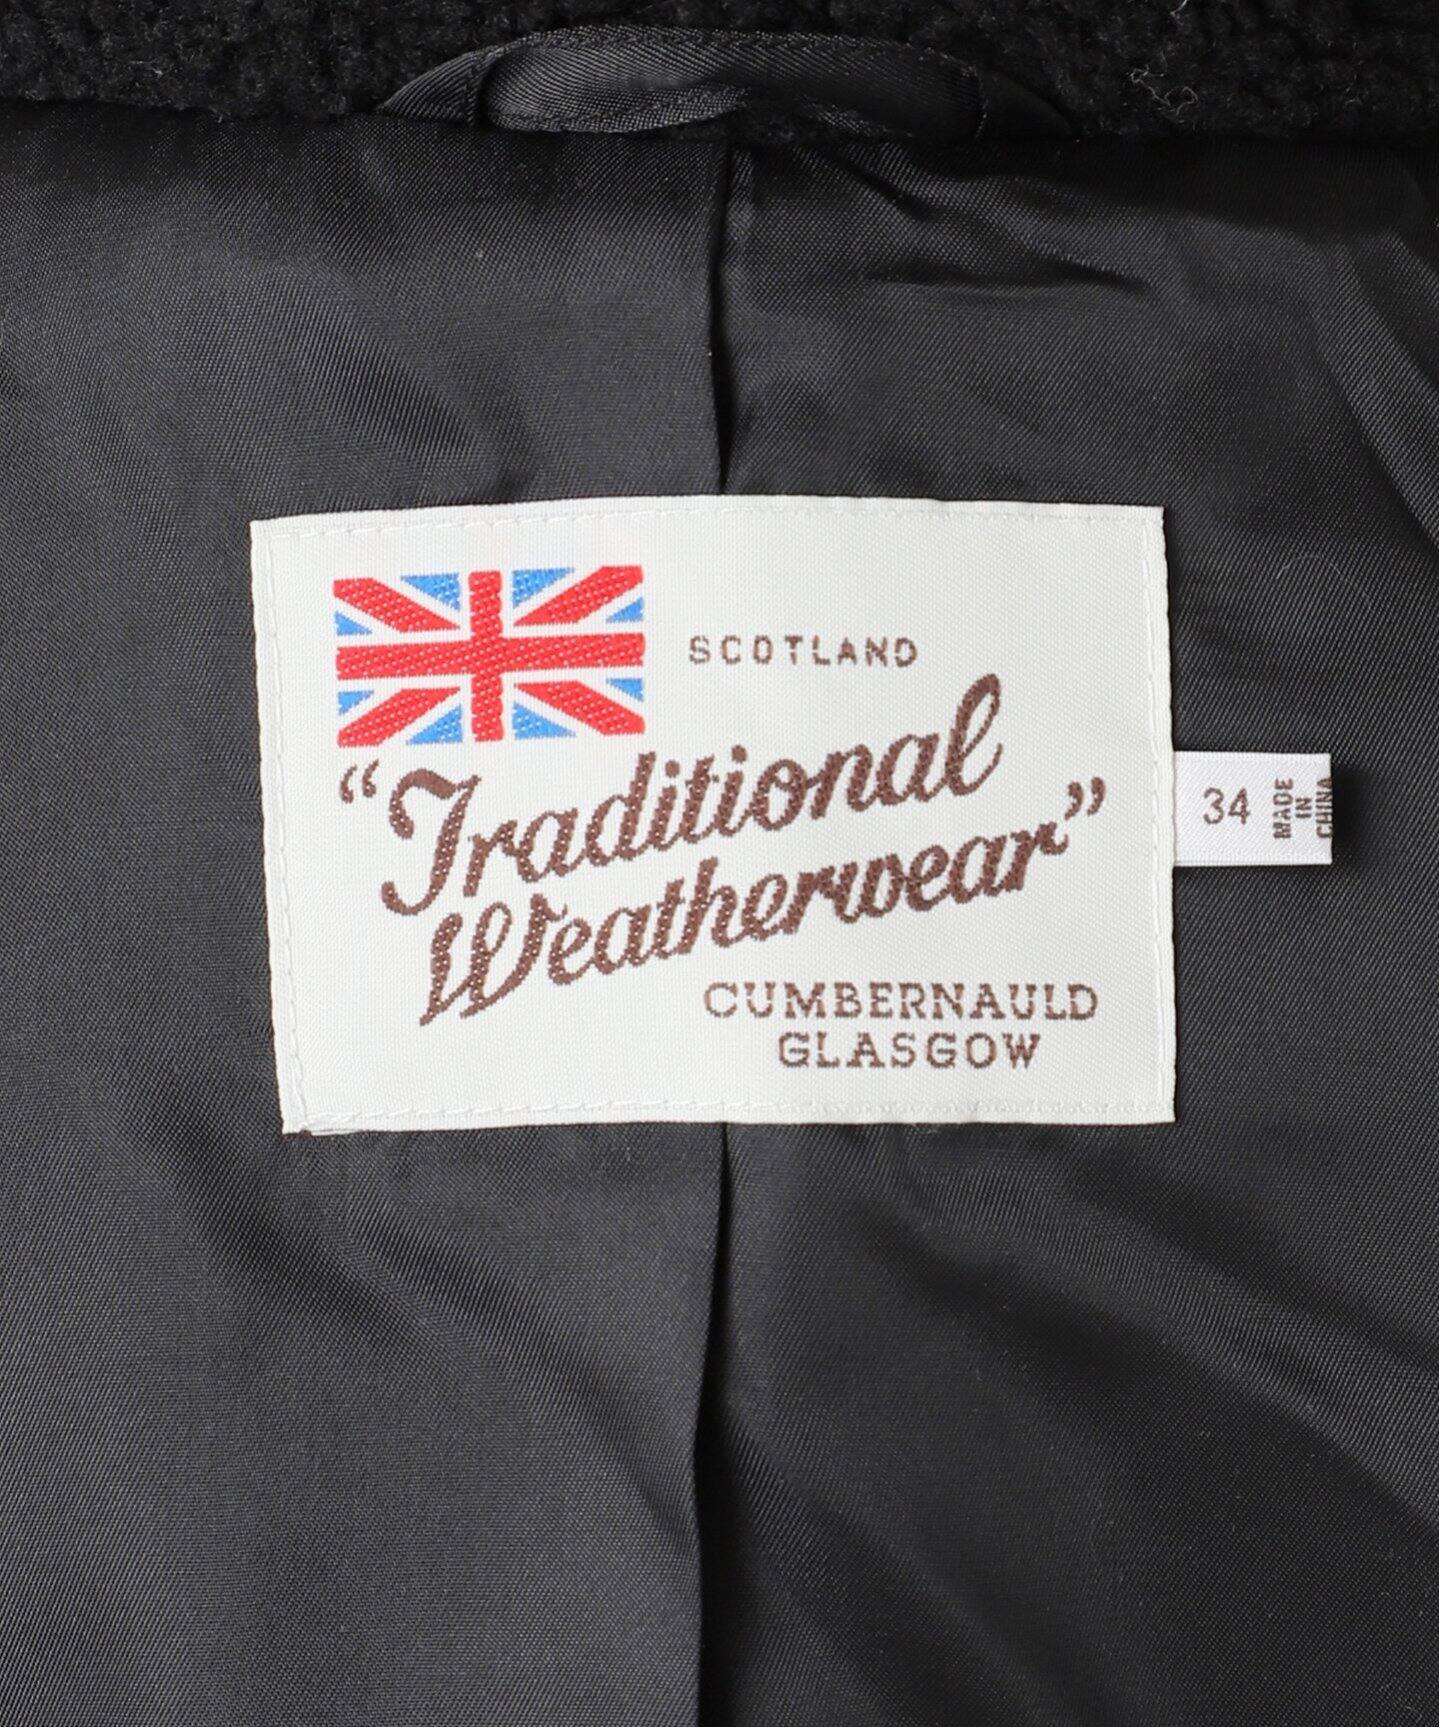 SCOTLAND
“Traditional
Weatherwear”
CUMBERNAULD
GLASGOW
34
MADE
IN
CHINA